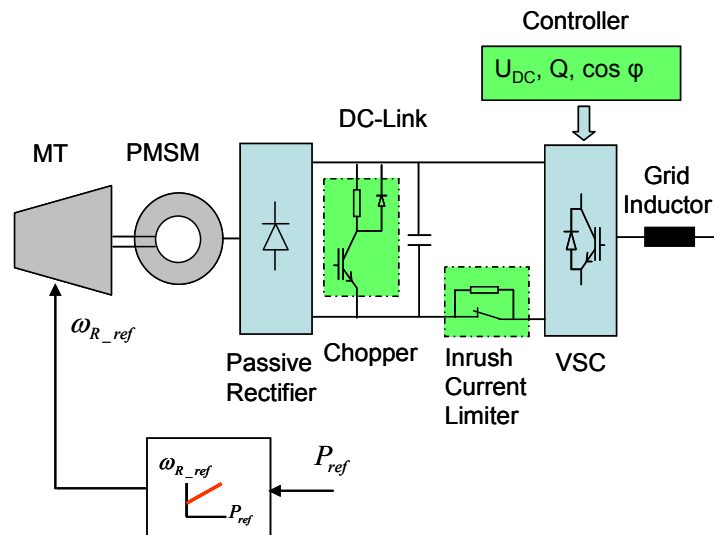 Controller
U_DC, Q, cos φ
DC-Link
MT
PMSM
Grid
Inductor
ω_R_ref
Passive
Rectifier
Chopper
Inrush
Current
Limiter
VSC
ω_R_ref
P_ref
P_ref